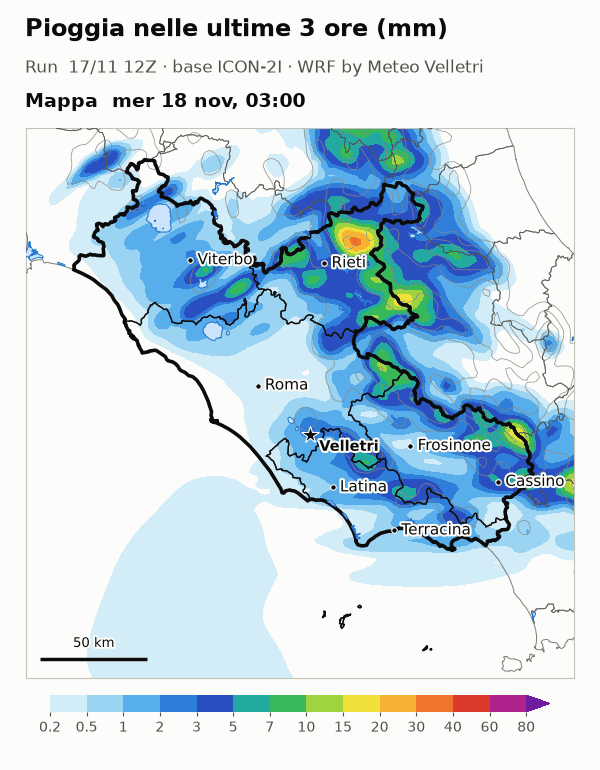 Pioggia nelle ultime 3 ore (mm)
Run  17/11 12Z · base ICON-2I · WRF by Meteo Velletri
Mappa  mer 18 nov, 03:00
Viterbo
Rieti
Roma
Velletri
Frosinone
Cassino
Latina
Terracina
50 km
0.2 0.5 1 2 3 5 7 10 15 20 30 40 60 80